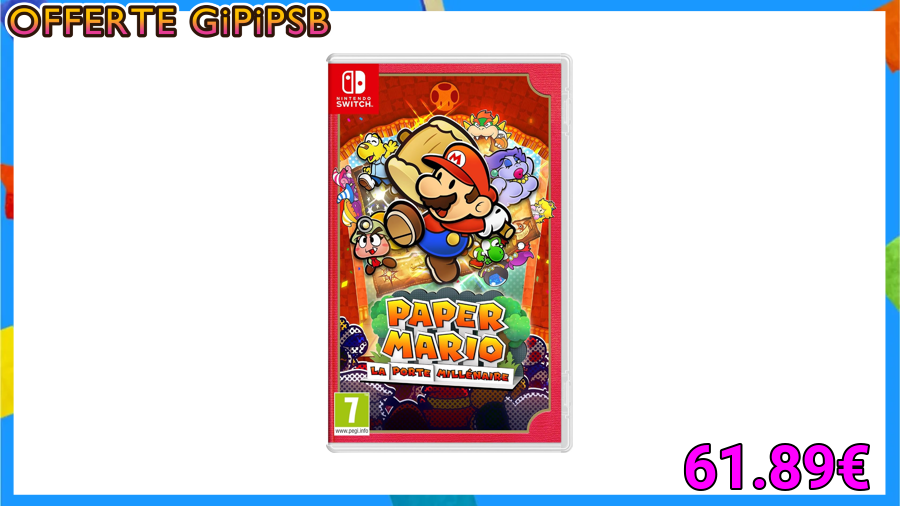 OFFERTE GiPiPSB
NINTENDO
SWITCH.
M
PAPER
MARIO
LA PORTE MILLÉNAIRE
7
www.pegi.info
61.89€